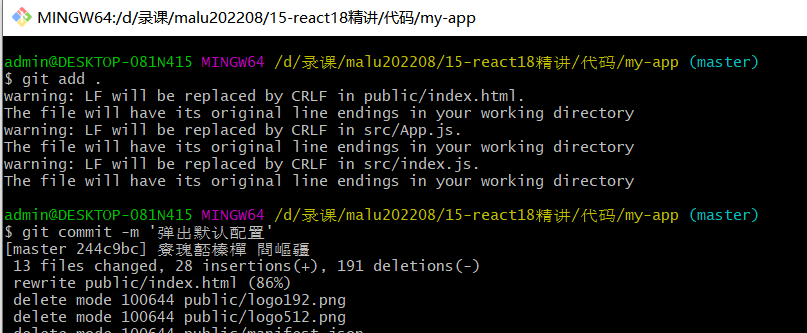 MINGW64:/d/录课/malu202208/15-react18精讲/代码/my-app
admin@DESKTOP-081N415 MINGW64 /d/录课/malu202208/15-react18精讲/代码/my-app (master)
$ git add .
warning: LF will be replaced by CRLF in public/index.html.
The file will have its original line endings in your working directory
warning: LF will be replaced by CRLF in src/App.js.
The file will have its original line endings in your working directory
warning: LF will be replaced by CRLF in src/index.js.
The file will have its original line endings in your working directory
admin@DESKTOP-081N415 MINGW64 /d/录课/malu202208/15-react18精讲/代码/my-app (master)
$ git commit -m '弹出默认配置'
[master 244c9bc]
13 files changed, 28 insertions(+), 191 deletions(-)
rewrite public/index.html (86%)
delete mode 100644 public/logo192.png
delete mode 100644 public/logo512.png
delete mode 100644 public/manifest.json